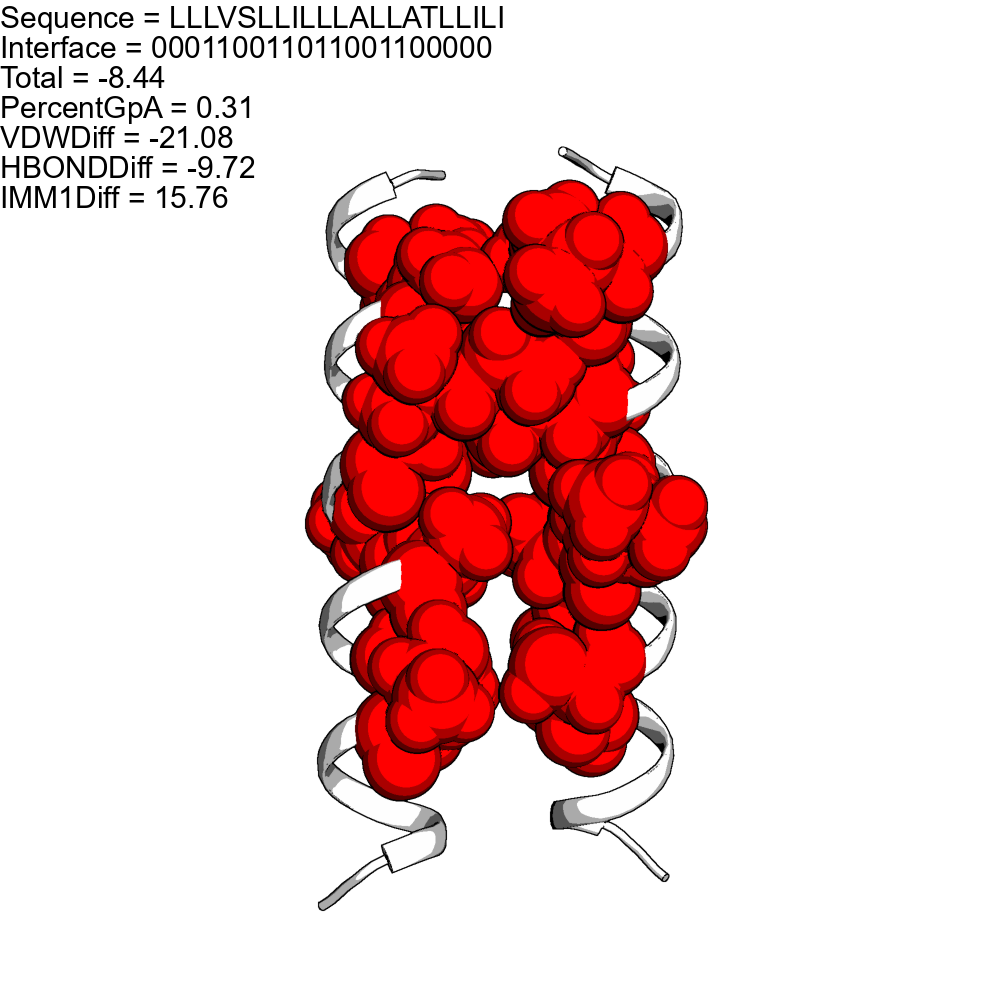 Sequence = LLLVSLLILLLALLATLLILI
Interface = 000110011011001100000
Total = -8.44
PercentGpA = 0.31
VDWDiff = -21.08
HBONDDiff = -9.72
IMM1Diff = 15.76